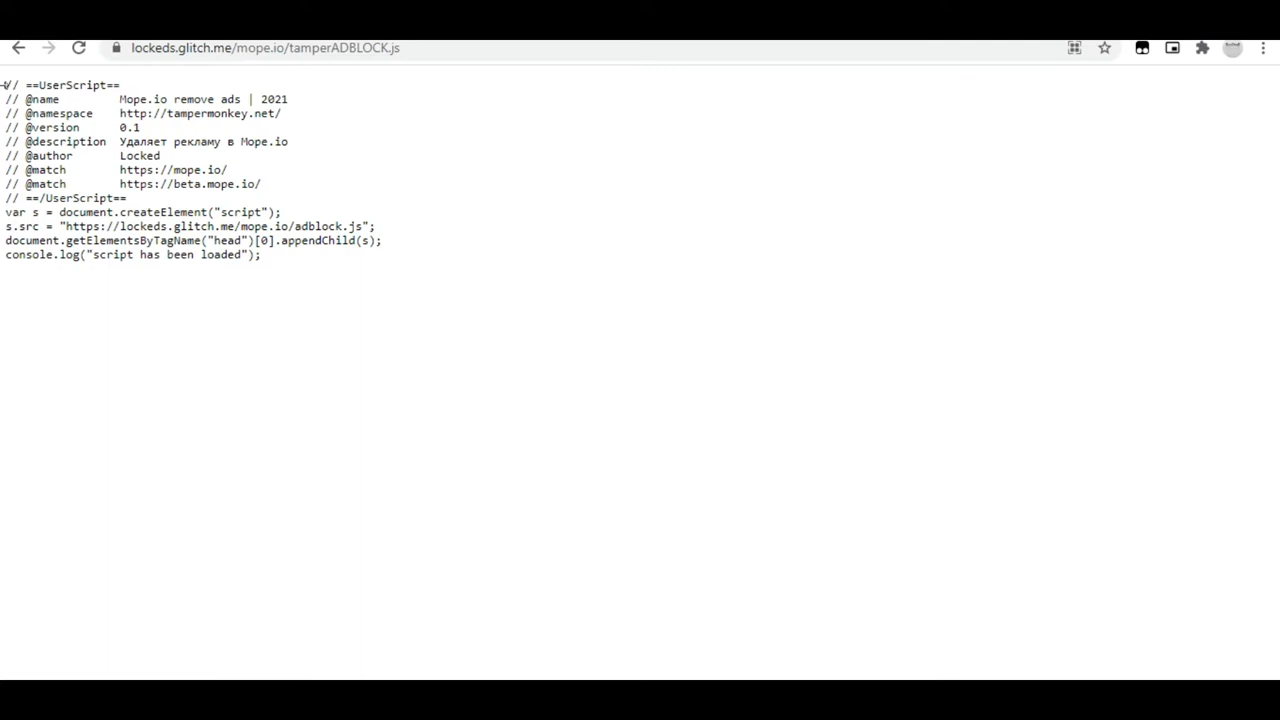 lockeds.glitch.me/mope.io/tamperADBLOCK.js
// ==UserScript==
// @name         Mope.io remove ads | 2021
// @namespace    http://tampermonkey.net/
// @version      0.1
// @description  Удаляет рекламу в Mope.io
// @author       Locked
// @match        https://mope.io/
// @match        https://beta.mope.io/
// ==/UserScript==
var s = document.createElement("script");
s.src = "https://lockeds.glitch.me/mope.io/adblock.js";
document.getElementsByTagName("head")[0].appendChild(s);
console.log("script has been loaded");